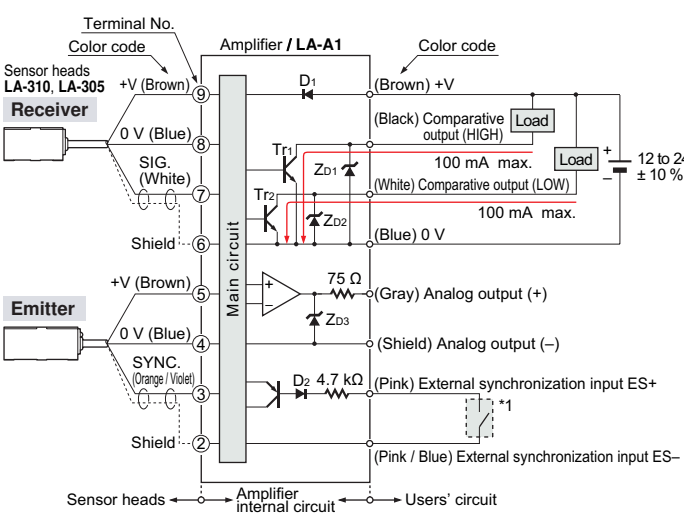 Terminal No.
Color code
Amplifier / LA-A1
Color code
Sensor heads
LA-310, LA-305
Receiver
+V (Brown)
9
D1
(Brown) +V
0 V (Blue)
8
(Black) Comparative
output (HIGH)
Load
Tr1
ZD1
100 mA max.
Load
+
–
12 to 24
± 10 %
SIG.
(White)
7
(White) Comparative output (LOW)
Tr2
ZD2
100 mA max.
Shield
6
(Blue) 0 V
Main circuit
+V (Brown)
5
+
–
75 Ω
(Gray) Analog output (+)
Emitter
ZD3
0 V (Blue)
4
(Shield) Analog output (–)
SYNC.
(Orange / Violet)
3
D2
4.7 kΩ
(Pink) External synchronization input ES+
*1
Shield
2
(Pink / Blue) External synchronization input ES–
Sensor heads
Amplifier
internal circuit
Users' circuit